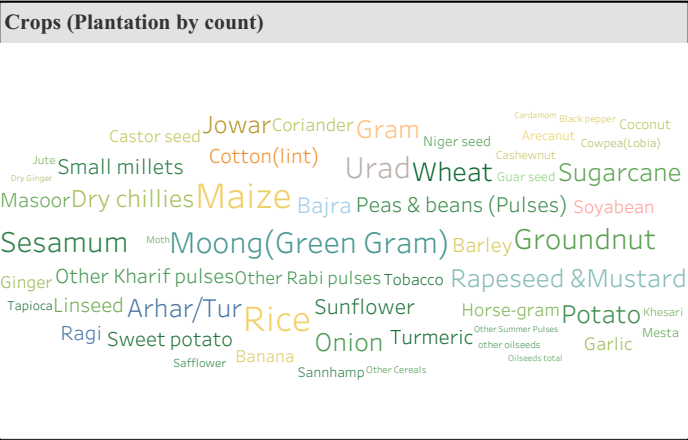 Crops (Plantation by count)
Cardamom Black pepper
Castor seed Jowar Coriander Gram Arecanut Coconut
Niger seed Cowpea(Lobia)
Jute Small millets Cotton(lint) Urad Wheat Cashewnut Sugarcane
Dry Ginger Guar seed
Masoor Dry chillies Maize Bajra Peas & beans (Pulses) Soyabean
Sesamum Moth Moong(Green Gram) Barley Groundnut
Ginger Other Kharif pulses Other Rabi pulses Tobacco Rapeseed &Mustard
Tapioca Linseed Arhar/Tur Rice Sunflower Horse-gram Potato Khesari
Ragi Sweet potato Onion Turmeric Other Summer Pulses Mesta
other oilseeds Garlic
Safflower Banana Oilseeds total
Sannhamp Other Cereals